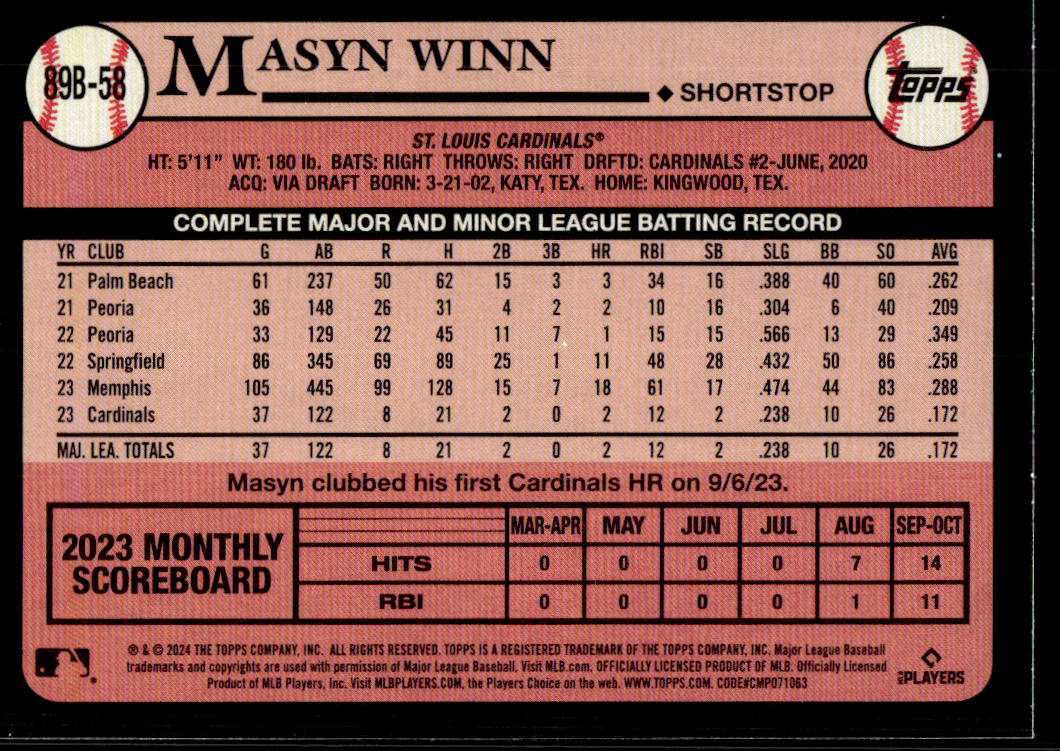 89B-58
MASYN WINN
TOPPS
◆ SHORTSTOP
ST. LOUIS CARDINALS®
HT: 5'11" WT: 180 lb. BATS: RIGHT THROWS: RIGHT DRFTD: CARDINALS #2-JUNE, 2020
ACQ: VIA DRAFT BORN: 3-21-02, KATY, TEX. HOME: KINGWOOD, TEX.
COMPLETE MAJOR AND MINOR LEAGUE BATTING RECORD
YR CLUB G AB R H 2B 3B HR RBI SB SLG BB SO AVG
21 Palm Beach 61 237 50 62 15 3 3 34 16 .388 40 60 .262
21 Peoria 36 148 26 31 4 2 2 10 16 .304 6 40 .209
22 Peoria 33 129 22 45 11 7 1 15 15 .566 13 29 .349
22 Springfield 86 345 69 89 25 1 11 48 28 .432 50 86 .258
23 Memphis 105 445 99 128 15 7 18 61 17 .474 44 83 .288
23 Cardinals 37 122 8 21 2 0 2 12 2 .238 10 26 .172
MAJ. LEA. TOTALS 37 122 8 21 2 0 2 12 2 .238 10 26 .172
Masyn clubbed his first Cardinals HR on 9/6/23.
2023 MONTHLY
SCOREBOARD
MAR-APR MAY JUN JUL AUG SEP-OCT
HITS 0 0 0 0 7 14
RBI 0 0 0 0 1 11
® & © 2024 THE TOPPS COMPANY, INC. ALL RIGHTS RESERVED. TOPPS IS A REGISTERED TRADEMARK OF THE TOPPS COMPANY, INC. Major League Baseball
trademarks and copyrights are used with permission of Major League Baseball. Visit MLB.com. OFFICIALLY LICENSED PRODUCT OF MLB. Officially Licensed
Product of MLB Players, Inc. Visit MLBPLAYERS.COM, the Players Choice on the web. WWW.TOPPS.COM. CODE#CMP071063
MLB PLAYERS